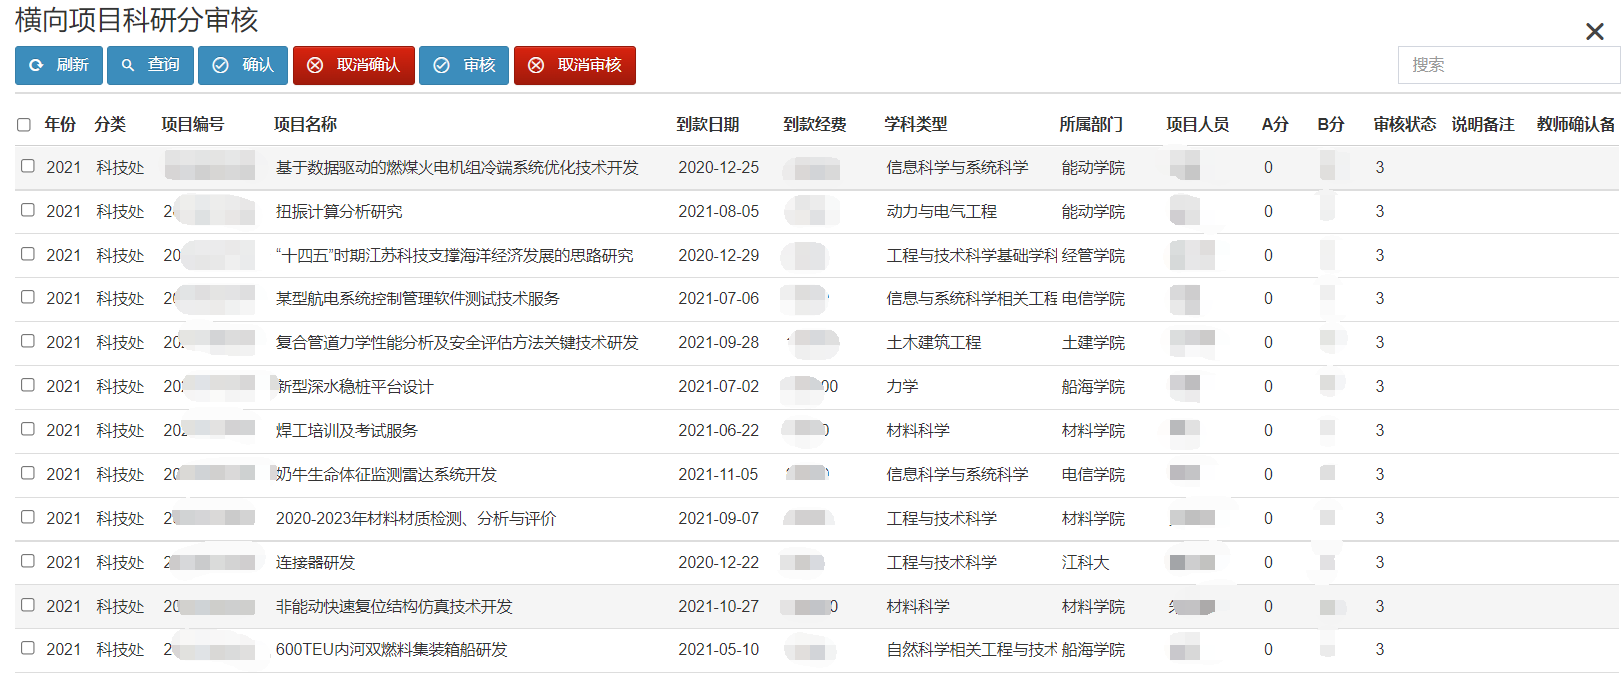 横向项目科研分审核
刷新 查询 确认 取消确认 审核 取消审核 搜索
年份 分类 项目编号 项目名称 到款日期 到款经费 学科类型 所属部门 项目人员 A分 B分 审核状态 说明备注 教师确认备
2021 科技处 基于数据驱动的燃煤火电机组冷端系统优化技术开发 2020-12-25 信息科学与系统科学 能动学院 0 3
2021 科技处 2 扭振计算分析研究 2021-08-05 动力与电气工程 能动学院 0 3
2021 科技处 20 “十四五”时期江苏科技支撑海洋经济发展的思路研究 2020-12-29 工程与技术科学基础学科 经管学院 0 3
2021 科技处 20 某型航电系统控制管理软件测试技术服务 2021-07-06 信息与系统科学相关工程 电信学院 0 3
2021 科技处 20 复合管道力学性能分析及安全评估方法关键技术研发 2021-09-28 土木建筑工程 土建学院 0 3
2021 科技处 20 新型深水稳桩平台设计 2021-07-02 00 力学 船海学院 0 3
2021 科技处 202 焊工培训及考试服务 2021-06-22 0 材料科学 材料学院 0 3
2021 科技处 20 奶牛生命体征监测雷达系统开发 2021-11-05 信息科学与系统科学 电信学院 0 3
2021 科技处 2 2020-2023年材料材质检测、分析与评价 2021-09-07 工程与技术科学 材料学院 0 3
2021 科技处 2 连接器研发 2020-12-22 工程与技术科学 江科大 0 3
2021 科技处 20 非能动快速复位结构仿真技术开发 2021-10-27 0 材料科学 材料学院 0 3
2021 科技处 2 600TEU内河双燃料集装箱船研发 2021-05-10 自然科学相关工程与技术 船海学院 0 3